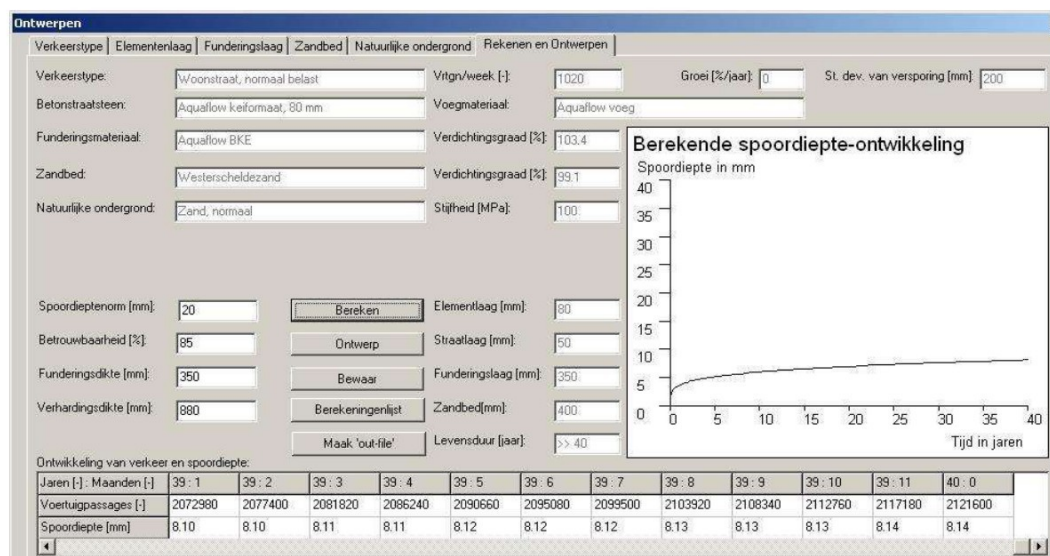 Ontwerpen
Verkeerstype Elementenlaag Funderingslaag Zandbed Natuurlijke ondergrond Rekenen en Ontwerpen
Verkeerstype: Woonstraat, normaal belast Vrtgn/week [-]: 1020 Groei [%/jaar]: 0 St. dev. van versporing [mm]: 200
Betonstraatsteen: Aquaflow keiformaat, 80 mm Voegmateriaal: Aquaflow voeg
Funderingsmateriaal: Aquaflow BKE Verdichtingsgraad [%]: 103.4
Zandbed: Westerscheldezand Verdichtingsgraad [%]: 99.1
Natuurlijke ondergrond: Zand, normaal Stijfheid [MPa]: 100
Berekende spoordiepte-ontwikkeling
Spoordiepte in mm
40
35
30
25
20
15
10
5
0
0 5 10 15 20 25 30 35 40
Tijd in jaren
Spoordieptenorm [mm]: 20 Bereken Elementlaag [mm]: 80
Betrouwbaarheid [%]: 85 Ontwerp Straatlaag [mm]: 50
Funderingsdikte [mm]: 350 Bewaar Funderingslaag [mm]: 350
Verhardingsdikte [mm]: 880 Berekeningenlijst Zandbed[mm]: 400
Maak 'out-file' Levensduur [jaar]: >> 40
Ontwikkeling van verkeer en spoordiepte:
Jaren [-] : Maanden [-] 39 : 1 39 : 2 39 : 3 39 : 4 39 : 5 39 : 6 39 : 7 39 : 8 39 : 9 39 : 10 39 : 11 40 : 0
Voertuigpassages [-] 2072980 2077400 2081820 2086240 2090660 2095080 2099500 2103920 2108340 2112760 2117180 2121600
Spoordiepte [mm] 8.10 8.10 8.11 8.11 8.12 8.12 8.12 8.13 8.13 8.13 8.14 8.14